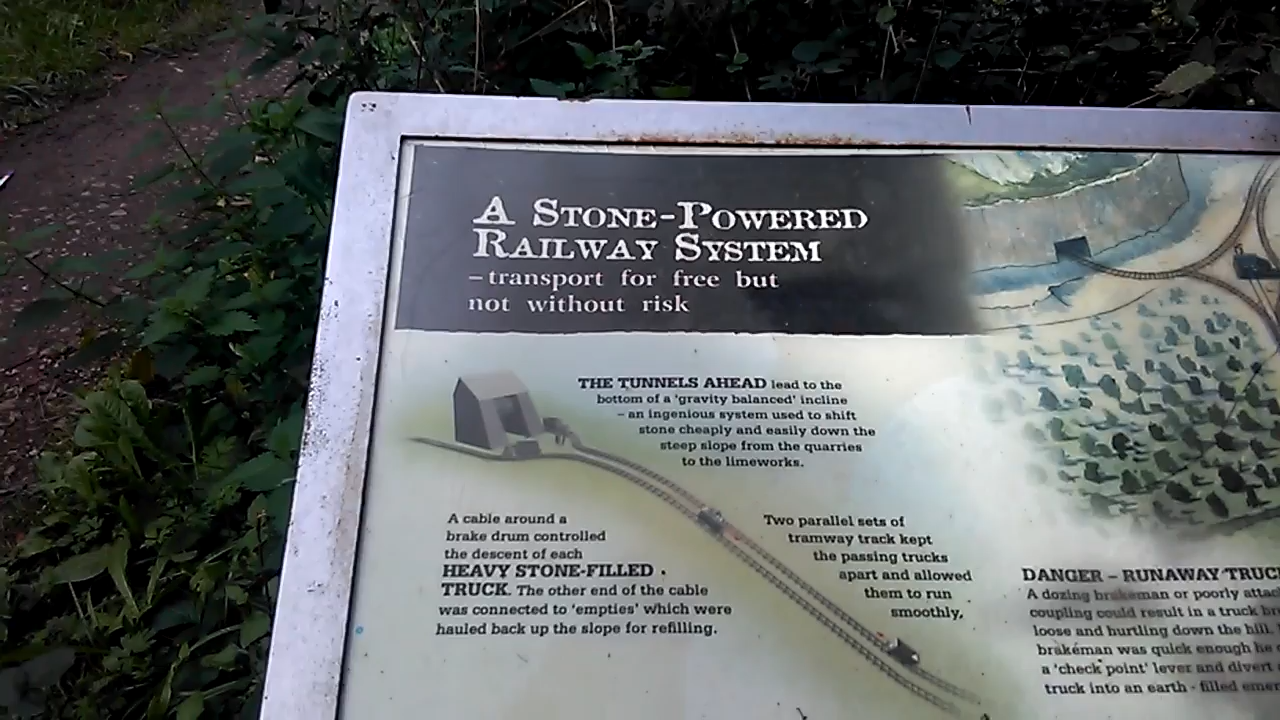 A STONE-POWERED
RAILWAY SYSTEM
– transport for free but
not without risk
THE TUNNELS AHEAD lead to the
bottom of a 'gravity balanced' incline
– an ingenious system used to shift
stone cheaply and easily down the
steep slope from the quarries
to the limeworks.
A cable around a
brake drum controlled
the descent of each
HEAVY STONE-FILLED
TRUCK. The other end of the cable
was connected to 'empties' which were
hauled back up the slope for refilling.
Two parallel sets of
tramway track kept
the passing trucks
apart and allowed
them to run
smoothly,
DANGER – RUNAWAY TRUC
A dozing brakeman or poorly attac
coupling could result in a truck br
loose and hurtling down the hill.
brakeman was quick enough he
a 'check point' lever and divert
truck into an earth - filled emer